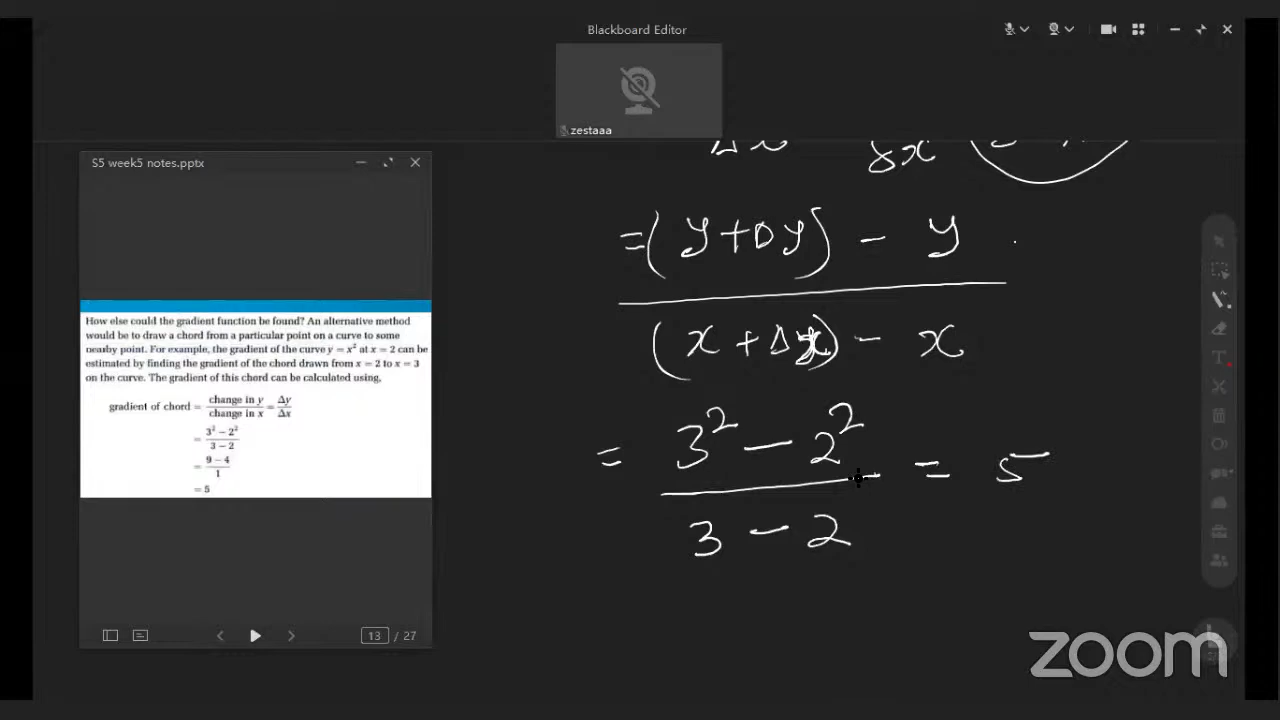 Blackboard Editor
zestaaa
S5 week5 notes.pptx
How else could the gradient function be found? An alternative method
would be to draw a chord from a particular point on a curve to some
nearby point. For example, the gradient of the curve y = x² at x = 2 can be
estimated by finding the gradient of the chord drawn from x = 2 to x = 3
on the curve. The gradient of this chord can be calculated using,
gradient of chord = change in y / change in x = Δy / Δx
= 3² − 2² / 3 − 2
= 9 − 4 / 1
= 5
13 / 27
Δx
= (y + Δy) − y
(x + Δx) − x
= 3² − 2² = 5
3 − 2
zoom